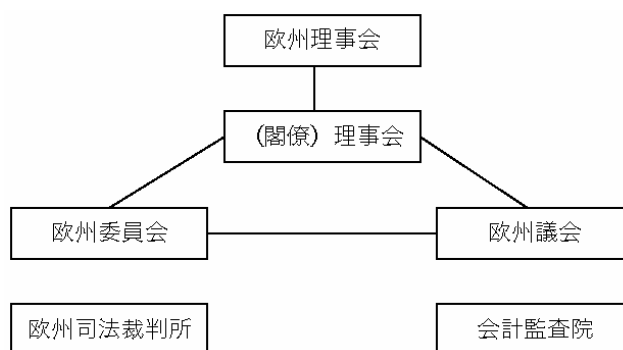 欧州理事会
（閣僚）理事会
欧州委員会
欧州議会
欧州司法裁判所
会計監査院